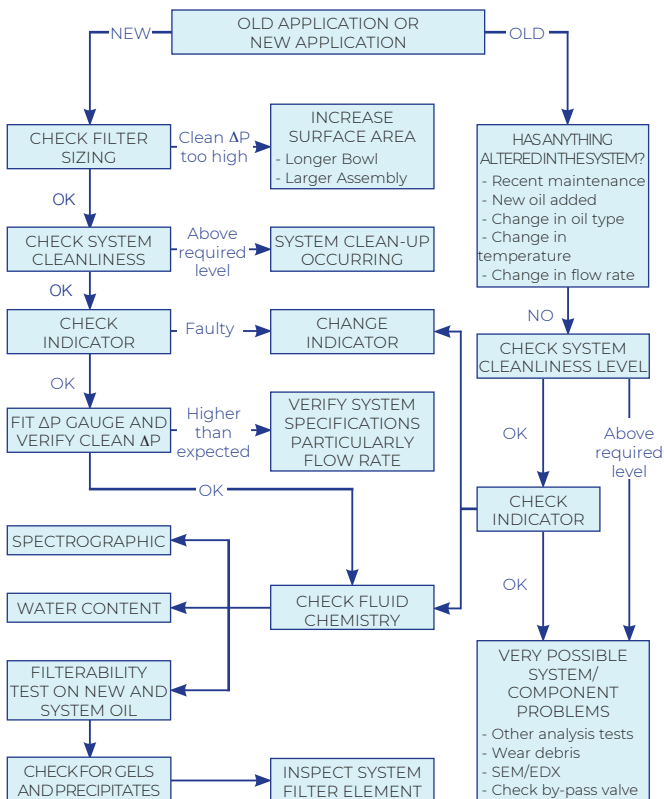 OLD APPLICATION OR
NEW APPLICATION
NEW
OLD
CHECK FILTER
SIZING
Clean ΔP
too high
INCREASE
SURFACE AREA
- Longer Bowl
- Larger Assembly
HAS ANYTHING
ALTERED IN THE SYSTEM?
- Recent maintenance
- New oil added
- Change in oil type
- Change in
temperature
- Change in flow rate
OK
CHECK SYSTEM
CLEANLINESS
Above
required
level
SYSTEM CLEAN-UP
OCCURRING
OK
NO
CHECK
INDICATOR
Faulty
CHANGE
INDICATOR
CHECK SYSTEM
CLEANLINESS LEVEL
OK
FIT ΔP GAUGE AND
VERIFY CLEAN ΔP
Higher
than
expected
VERIFY SYSTEM
SPECIFICATIONS
PARTICULARLY
FLOW RATE
OK
Above
required
level
OK
CHECK
INDICATOR
SPECTROGRAPHIC
WATER CONTENT
CHECK FLUID
CHEMISTRY
OK
FILTERABILITY
TEST ON NEW AND
SYSTEM OIL
VERY POSSIBLE
SYSTEM/
COMPONENT
PROBLEMS
- Other analysis tests
- Wear debris
- SEM/EDX
- Check by-pass valve
CHECK FOR GELS
AND PRECIPITATES
INSPECT SYSTEM
FILTER ELEMENT